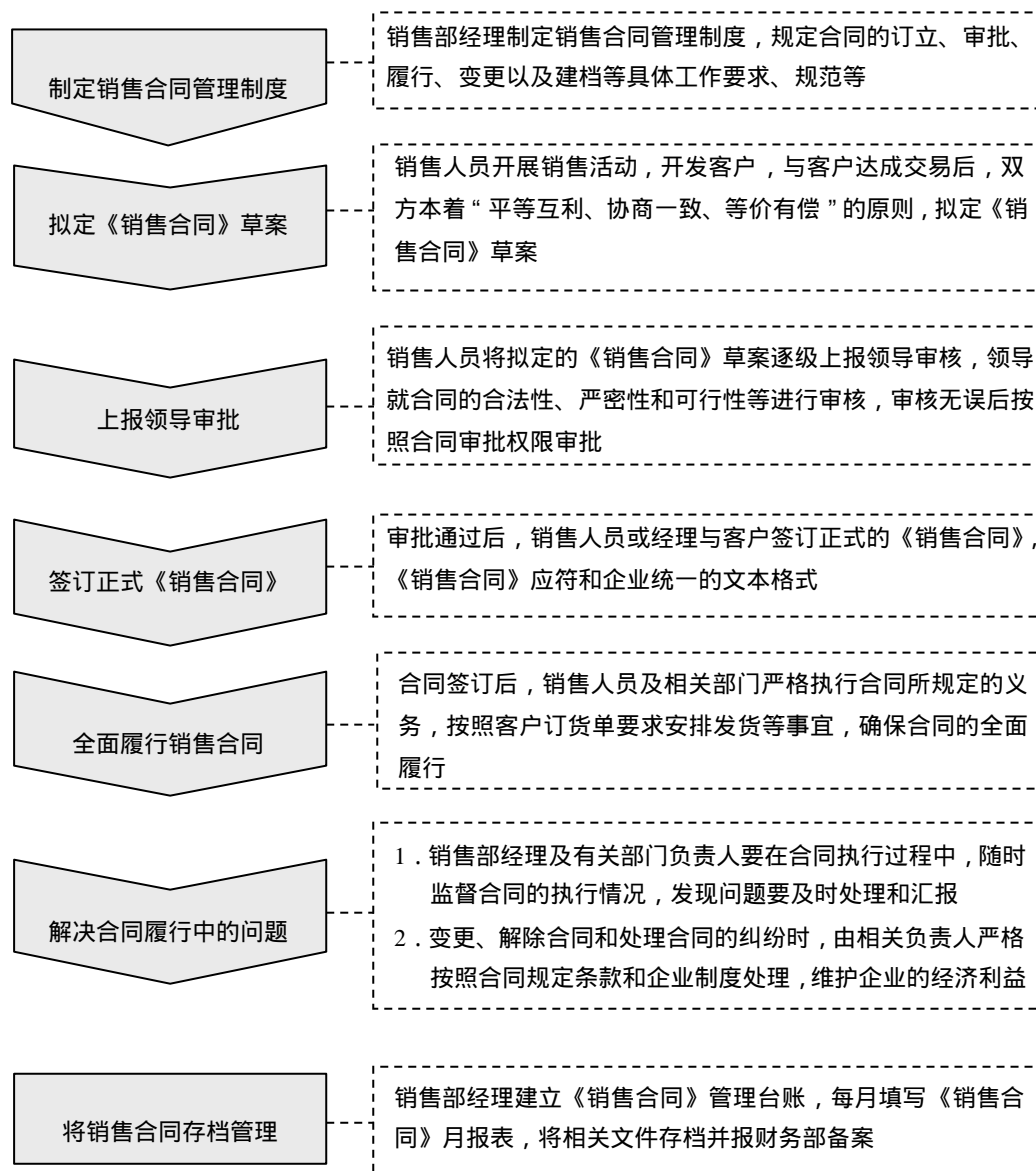 制定销售合同管理制度
销售部经理制定销售合同管理制度，规定合同的订立、审批、
履行、变更以及建档等具体工作要求、规范等
拟定《销售合同》草案
销售人员开展销售活动，开发客户，与客户达成交易后，双
方本着“平等互利、协商一致、等价有偿”的原则，拟定《销
售合同》草案
上报领导审批
销售人员将拟定的《销售合同》草案逐级上报领导审核，领导
就合同的合法性、严密性和可行性等进行审核，审核无误后按
照合同审批权限审批
签订正式《销售合同》
审批通过后，销售人员或经理与客户签订正式的《销售合同》，
《销售合同》应符和企业统一的文本格式
全面履行销售合同
合同签订后，销售人员及相关部门严格执行合同所规定的义
务，按照客户订货单要求安排发货等事宜，确保合同的全面
履行
解决合同履行中的问题
1．销售部经理及有关部门负责人要在合同执行过程中，随时
监督合同的执行情况，发现问题要及时处理和汇报
2．变更、解除合同和处理合同的纠纷时，由相关负责人严格
按照合同规定条款和企业制度处理，维护企业的经济利益
将销售合同存档管理
销售部经理建立《销售合同》管理台账，每月填写《销售合
同》月报表，将相关文件存档并报财务部备案